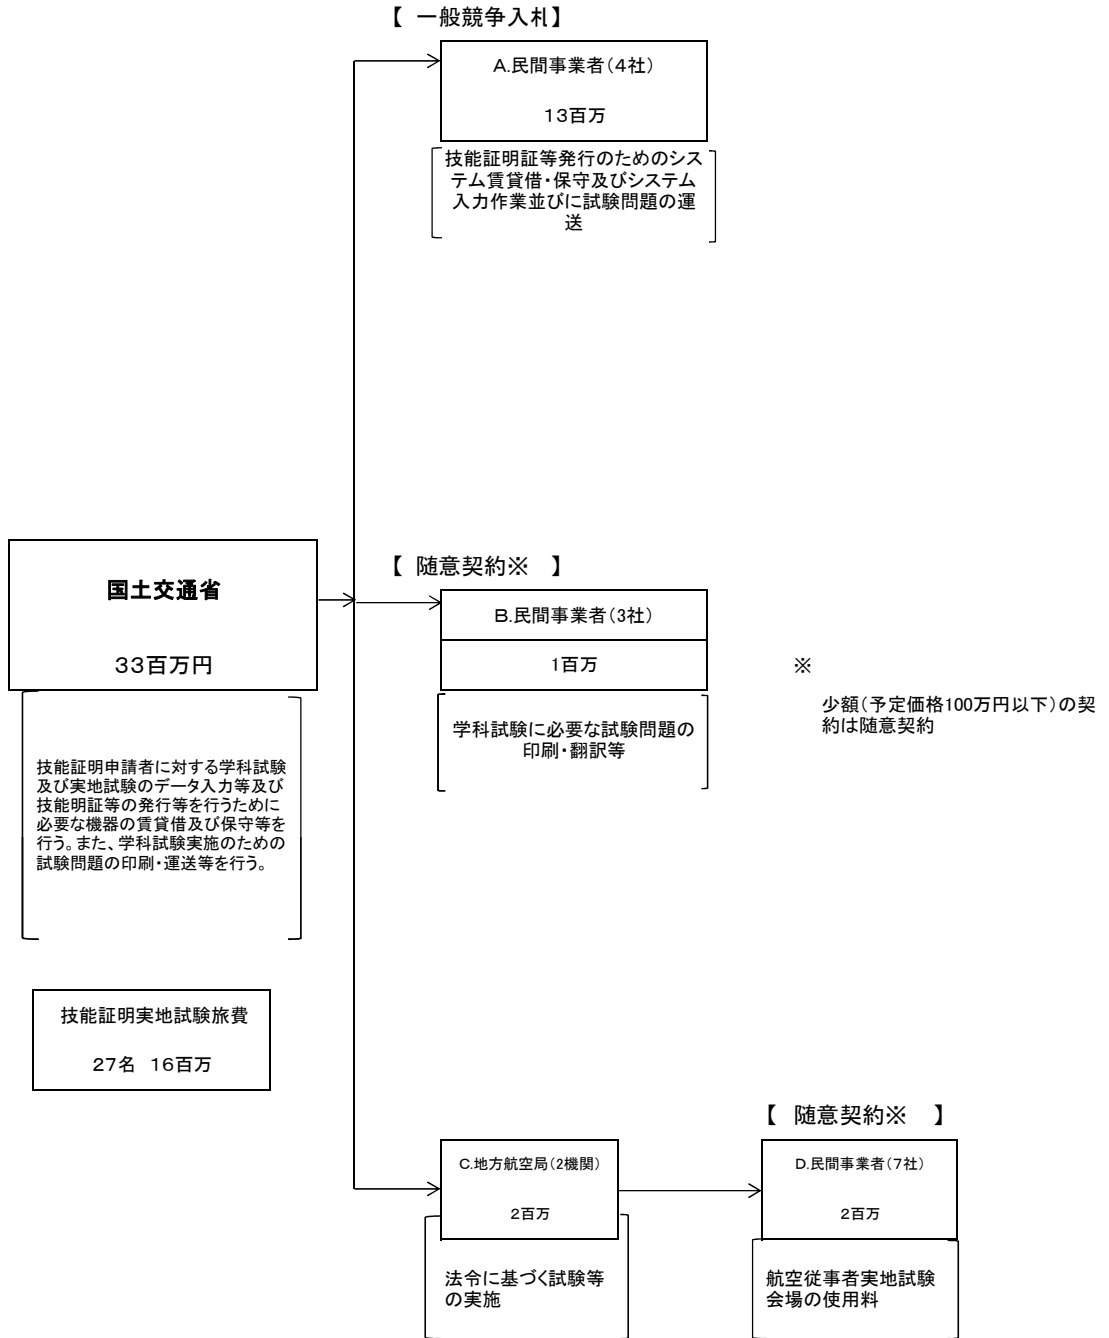 【 一般競争入札】
A.民間事業者(4社)
13百万
技能証明証等発行のためのシス
テム賃貸借・保守及びシステム
入力作業並びに試験問題の運
送
国土交通省
33百万円
技能証明申請者に対する学科試験
及び実地試験のデータ入力等及び
技能明証等の発行等を行うために
必要な機器の賃貸借及び保守等を
行う。また、学科試験実施のための
試験問題の印刷・運送等を行う。
技能証明実地試験旅費
27名 16百万
【 随意契約※ 】
B.民間事業者(3社)
1百万
学科試験に必要な試験問題の
印刷・翻訳等
※
少額(予定価格100万円以下)の契
約は随意契約
C.地方航空局(2機関)
2百万
法令に基づく試験等
の実施
【 随意契約※ 】
D.民間事業者(7社)
2百万
航空従事者実地試験
会場の使用料